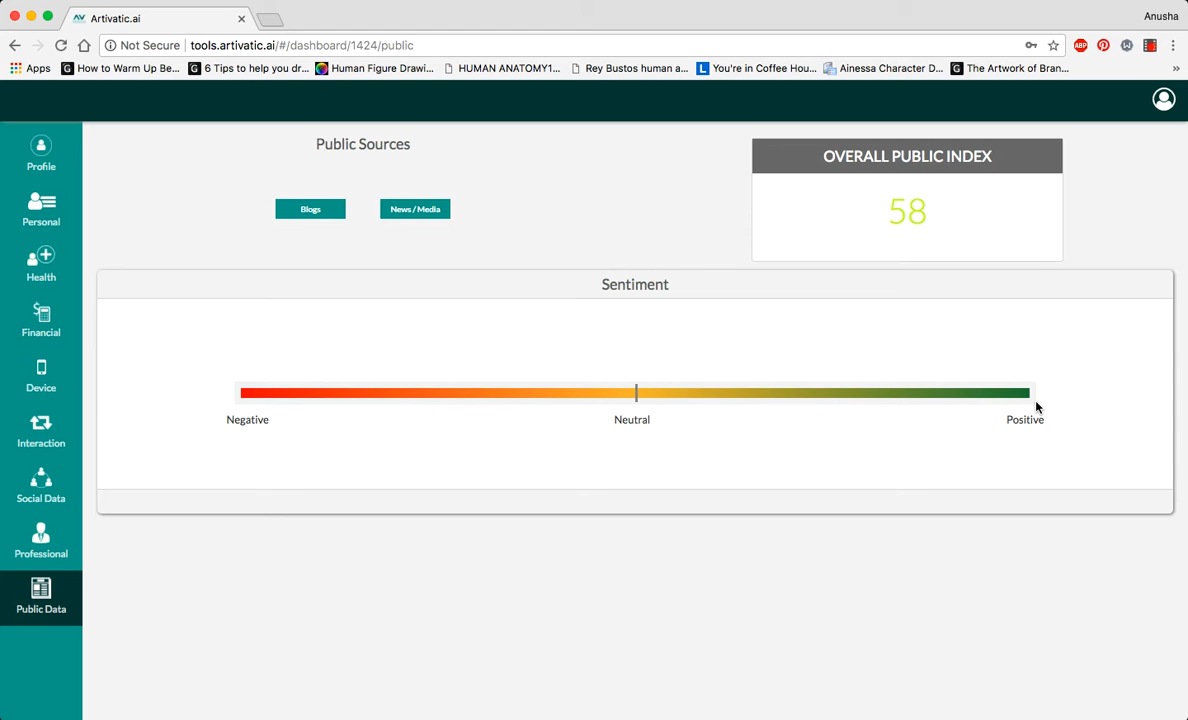 Artivatic.ai
Anusha
Not Secure tools.artivatic.ai/#/dashboard/1424/public
ABP
Apps How to Warm Up Be... 6 Tips to help you dr... Human Figure Drawi... HUMAN ANATOMY1... Rey Bustos human a... You're in Coffee Hou... Ainessa Character D... The Artwork of Bran... »
Profile
Personal
Health
Financial
Device
Interaction
Social Data
Professional
Public Data
Public Sources
Blogs
News / Media
OVERALL PUBLIC INDEX
58
Sentiment
Negative
Neutral
Positive